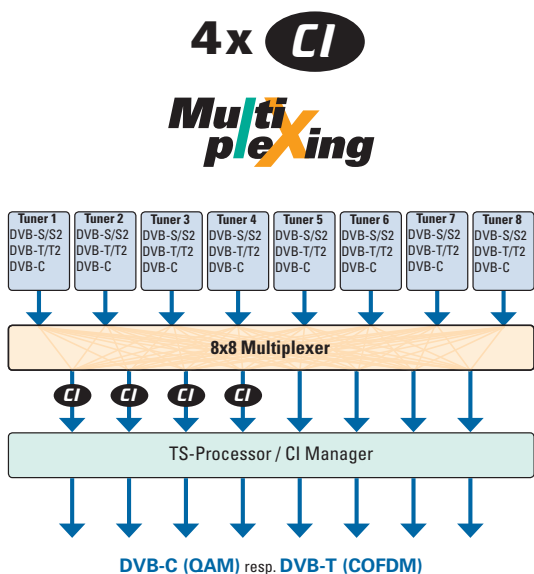 4x CI
Multi
plexing
Tuner 1 Tuner 2 Tuner 3 Tuner 4 Tuner 5 Tuner 6 Tuner 7 Tuner 8
DVB-S/S2 DVB-S/S2 DVB-S/S2 DVB-S/S2 DVB-S/S2 DVB-S/S2 DVB-S/S2 DVB-S/S2
DVB-T/T2 DVB-T/T2 DVB-T/T2 DVB-T/T2 DVB-T/T2 DVB-T/T2 DVB-T/T2 DVB-T/T2
DVB-C DVB-C DVB-C DVB-C DVB-C DVB-C DVB-C DVB-C
8x8 Multiplexer
CI CI CI CI
TS-Processor / CI Manager
DVB-C (QAM) resp. DVB-T (COFDM)